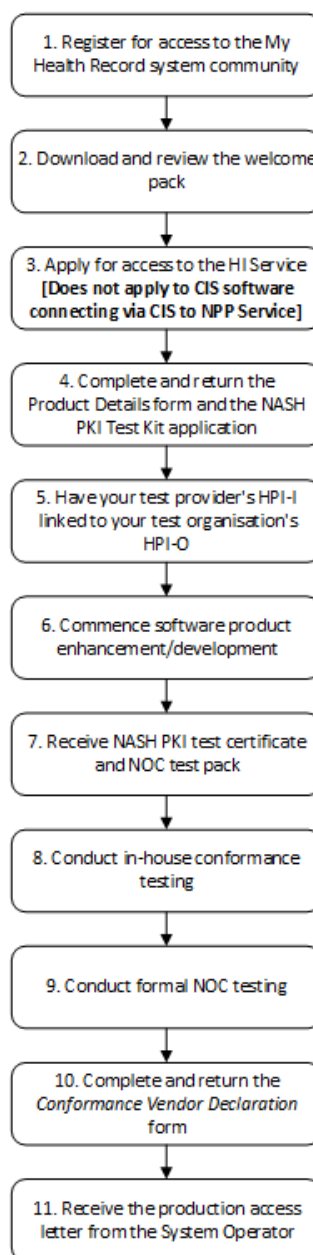 1. Register for access to the My
Health Record system community
2. Download and review the welcome
pack
3. Apply for access to the HI Service
[Does not apply to CIS software
connecting via CIS to NPP Service]
4. Complete and return the
Product Details form and the NASH
PKI Test Kit application
5. Have your test provider's HPI-I
linked to your test organisation's
HPI-O
6. Commence software product
enhancement/development
7. Receive NASH PKI test certificate
and NOC test pack
8. Conduct in-house conformance
testing
9. Conduct formal NOC testing
10. Complete and return the
Conformance Vendor Declaration
form
11. Receive the production access
letter from the System Operator